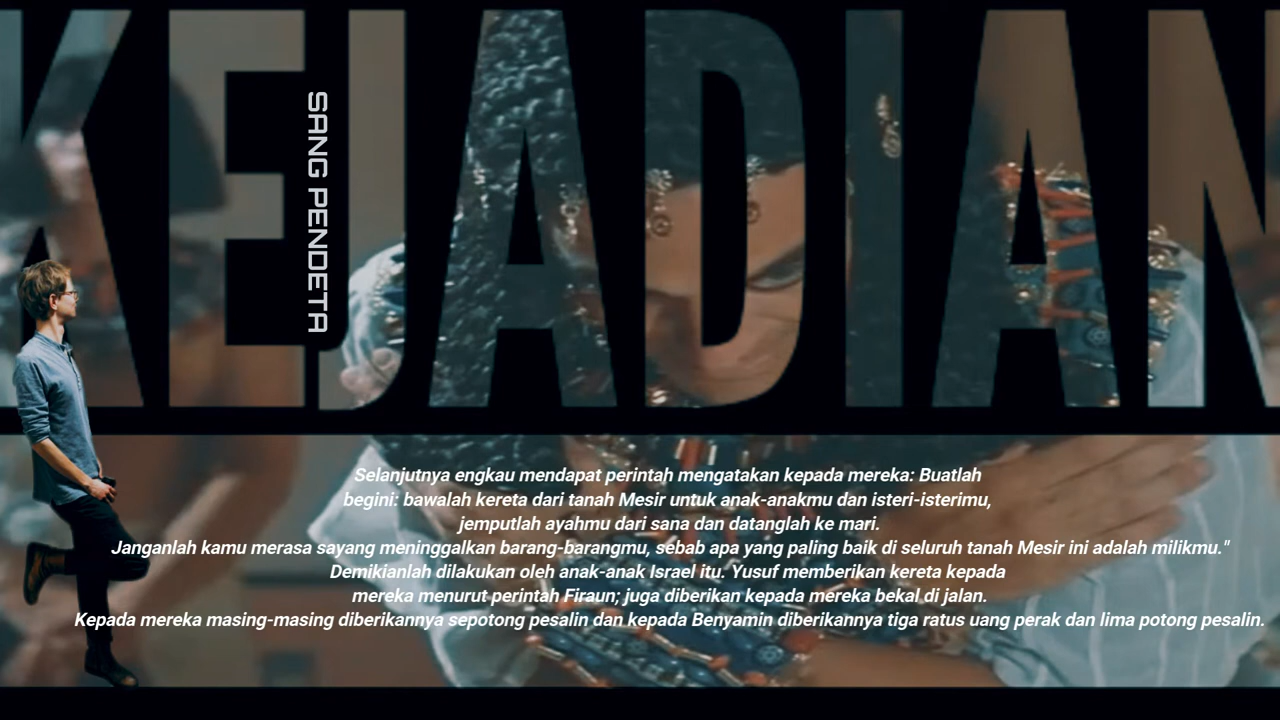 KEJADIAN
SANG PENDETA
Selanjutnya engkau mendapat perintah mengatakan kepada mereka: Buatlah
begini: bawalah kereta dari tanah Mesir untuk anak-anakmu dan isteri-isterimu,
jemputlah ayahmu dari sana dan datanglah ke mari.
Janganlah kamu merasa sayang meninggalkan barang-barangmu, sebab apa yang paling baik di seluruh tanah Mesir ini adalah milikmu."
Demikianlah dilakukan oleh anak-anak Israel itu. Yusuf memberikan kereta kepada
mereka menurut perintah Firaun; juga diberikan kepada mereka bekal di jalan.
Kepada mereka masing-masing diberikannya sepotong pesalin dan kepada Benyamin diberikannya tiga ratus uang perak dan lima potong pesalin.